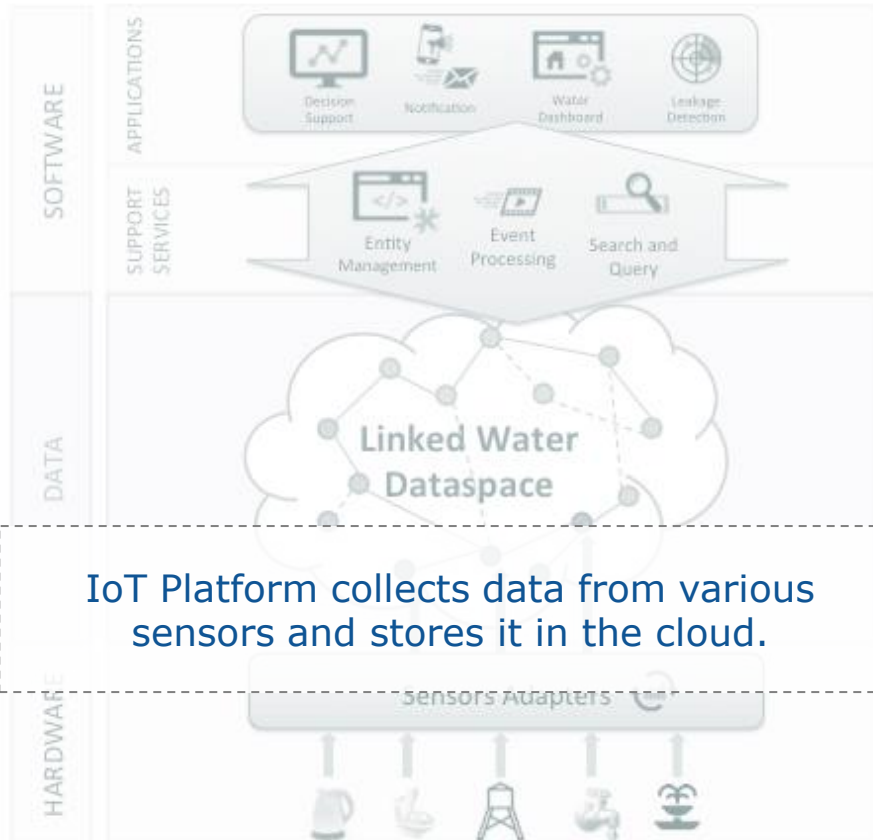 SOFTWARE
APPLICATIONS
Decision
Support
Notification
Water
Dashboard
Leakage
Detection
SUPPORT
SERVICES
</>
Entity
Management
Event
Processing
Search and
Query
DATA
Linked Water
Dataspace
IoT Platform collects data from various
sensors and stores it in the cloud.
HARDWARE
Sensors Adapters